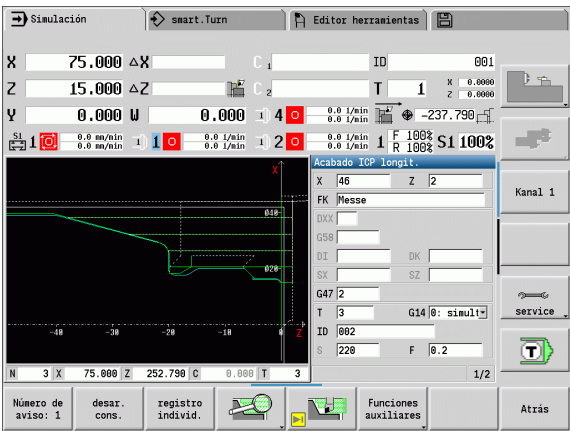 Simulación smart.Turn Editor herramientas
X 75.000 ΔX C 1 ID 001
Z 15.000 ΔZ C 2 T 1 X 0.0000 Z 0.0000
Y 0.000 W 0.000 1) 4 0.0 1/min 0.0 1/min -237.790
S1 1 0.0 mm/min 0.0 mm/min 1) 1 0.0 1/min 0.0 1/min 1) 2 0.0 1/min 0.0 1/min 1 F 100% R 100% S1 100%
Acabado ICP longit.
X 46 Z 2
FK Messe
DXX
G58
DI DK
SX SZ
G47 2
T 3 G14 0: simult
ID 002
S 220 F 0.2
1/2
X
Ø40
Ø20
-40 -30 -20 -10 0 Z
N 3 X 75.000 Z 252.790 C 0.000 T 3
Kanal 1
service
T
Número de aviso: 1
desar. cons.
registro individ.
Funciones auxiliares
Atrás